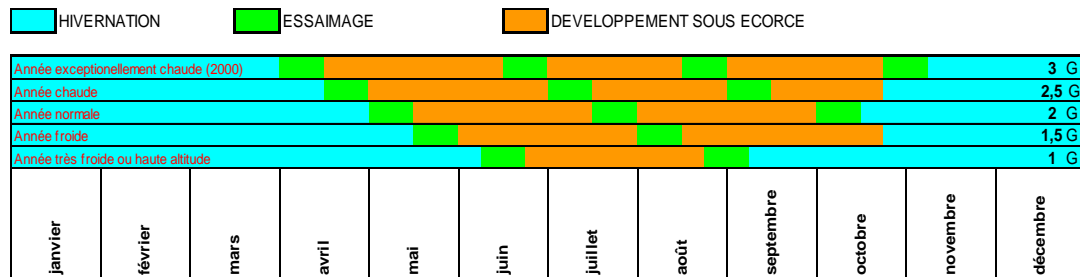 HIVERNATION ESSAIMAGE DEVELOPPEMENT SOUS ECORCE
Année exceptionellement chaude (2000) 3 G
Année chaude 2,5 G
Année normale 2 G
Année froide 1,5 G
Année très froide ou haute altitude 1 G
janvier février mars avril mai juin juillet août septembre octobre novembre décembre